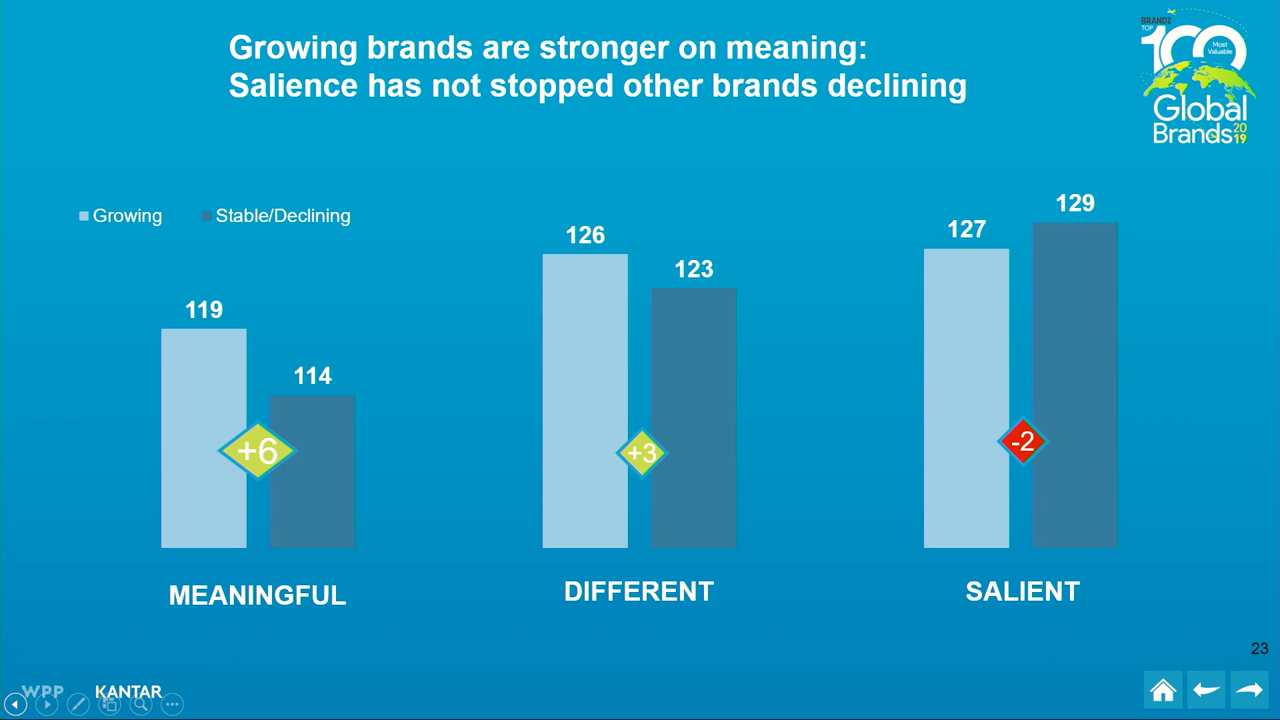 Growing brands are stronger on meaning:
Salience has not stopped other brands declining
BRANDZ
TOP
100
Most
Valuable
Global
Brands 2019
Growing
Stable/Declining
119
114
+6
MEANINGFUL
126
123
+3
DIFFERENT
127
129
-2
SALIENT
23
WPP
KANTAR